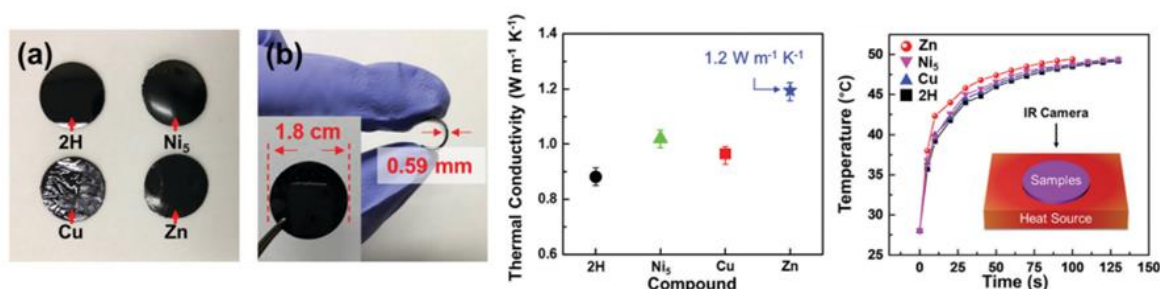 (a)
2H
Ni₅
Cu
Zn
(b)
1.8 cm
0.59 mm
Thermal Conductivity (W m⁻¹ K⁻¹)
1.4
1.2
1.0
0.8
0.6
1.2 W m⁻¹ K⁻¹
2H Ni₅ Cu Zn
Compound
Temperature (°C)
50
45
40
35
30
25
Zn
Ni₅
Cu
2H
IR Camera
Samples
Heat Source
0 25 50 75 100 125 150
Time (s)